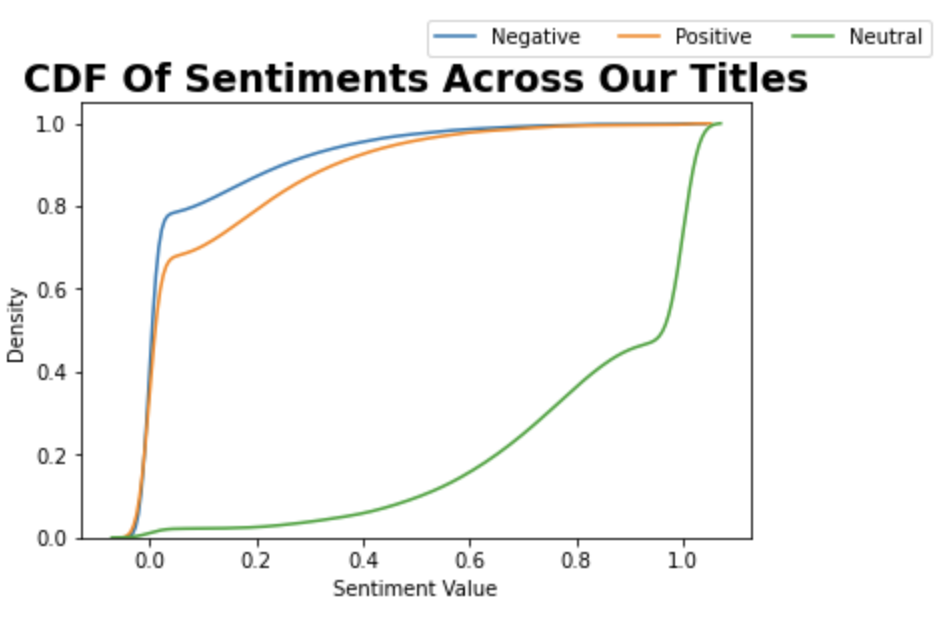 Negative Positive Neutral
CDF Of Sentiments Across Our Titles
1.0
0.8
0.6
0.4
0.2
0.0
Density
0.0 0.2 0.4 0.6 0.8 1.0
Sentiment Value